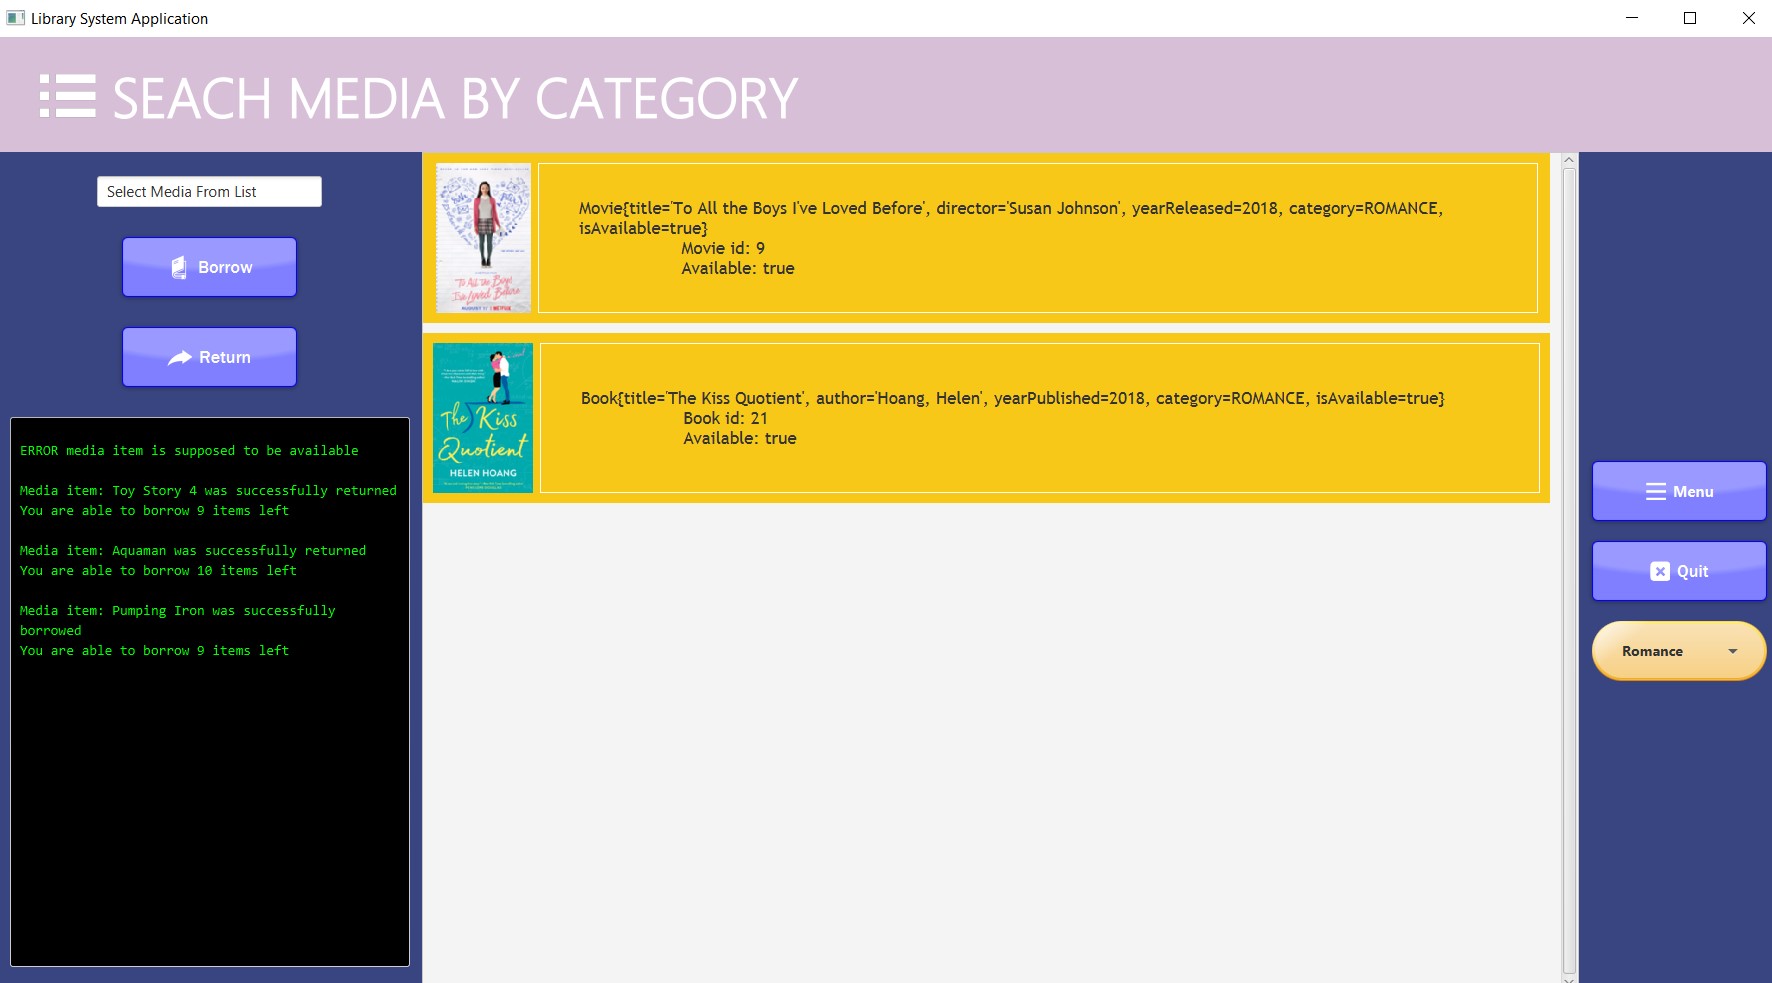 Library System Application
SEACH MEDIA BY CATEGORY
Select Media From List
Borrow
Return
ERROR media item is supposed to be available
Media item: Toy Story 4 was successfully returned
You are able to borrow 9 items left
Media item: Aquaman was successfully returned
You are able to borrow 10 items left
Media item: Pumping Iron was successfully
borrowed
You are able to borrow 9 items left
To All the Boys
I've Loved Before
Movie{title='To All the Boys I've Loved Before', director='Susan Johnson', yearReleased=2018, category=ROMANCE,
isAvailable=true}
Movie id: 9
Available: true
The Kiss
Quotient
HELEN HOANG
Book{title='The Kiss Quotient', author='Hoang, Helen', yearPublished=2018, category=ROMANCE, isAvailable=true}
Book id: 21
Available: true
Menu
Quit
Romance